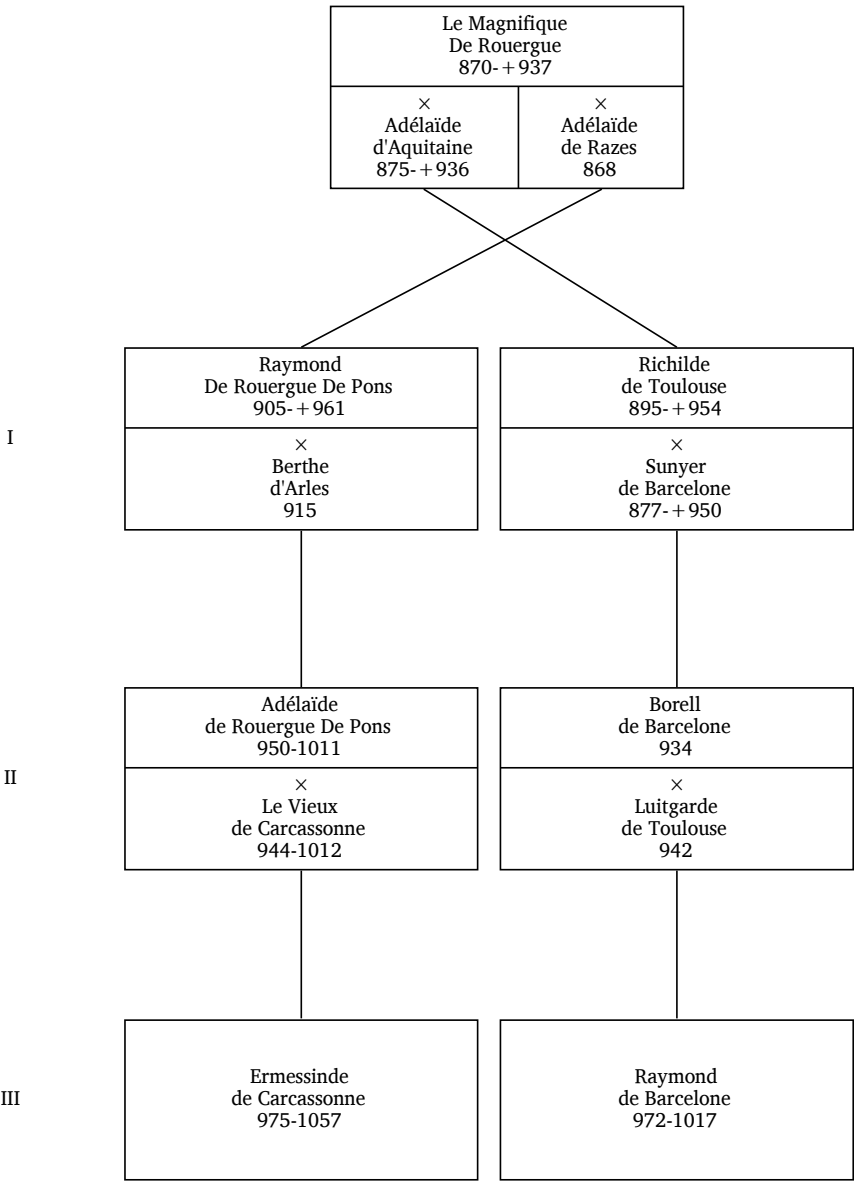 Le Magnifique
De Rouergue
870-+937
×
Adélaïde
d'Aquitaine
875-+936
×
Adélaïde
de Razes
868
I
Raymond
De Rouergue De Pons
905-+961
×
Berthe
d'Arles
915
Richilde
de Toulouse
895-+954
×
Sunyer
de Barcelone
877-+950
II
Adélaïde
de Rouergue De Pons
950-1011
×
Le Vieux
de Carcassonne
944-1012
Borell
de Barcelone
934
×
Luitgarde
de Toulouse
942
III
Ermessinde
de Carcassonne
975-1057
Raymond
de Barcelone
972-1017